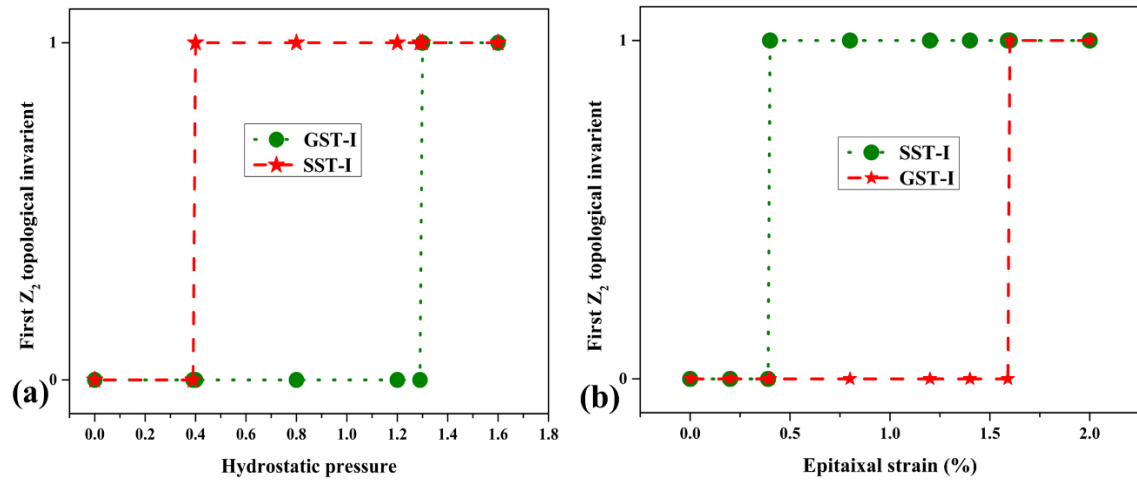 First Z2 topological invarient
1
0
GST-I
SST-I
(a)
0.0 0.2 0.4 0.6 0.8 1.0 1.2 1.4 1.6 1.8
Hydrostatic pressure
First Z2 topological invarient
1
0
SST-I
GST-I
(b)
0.0 0.5 1.0 1.5 2.0
Epitaixal strain (%)